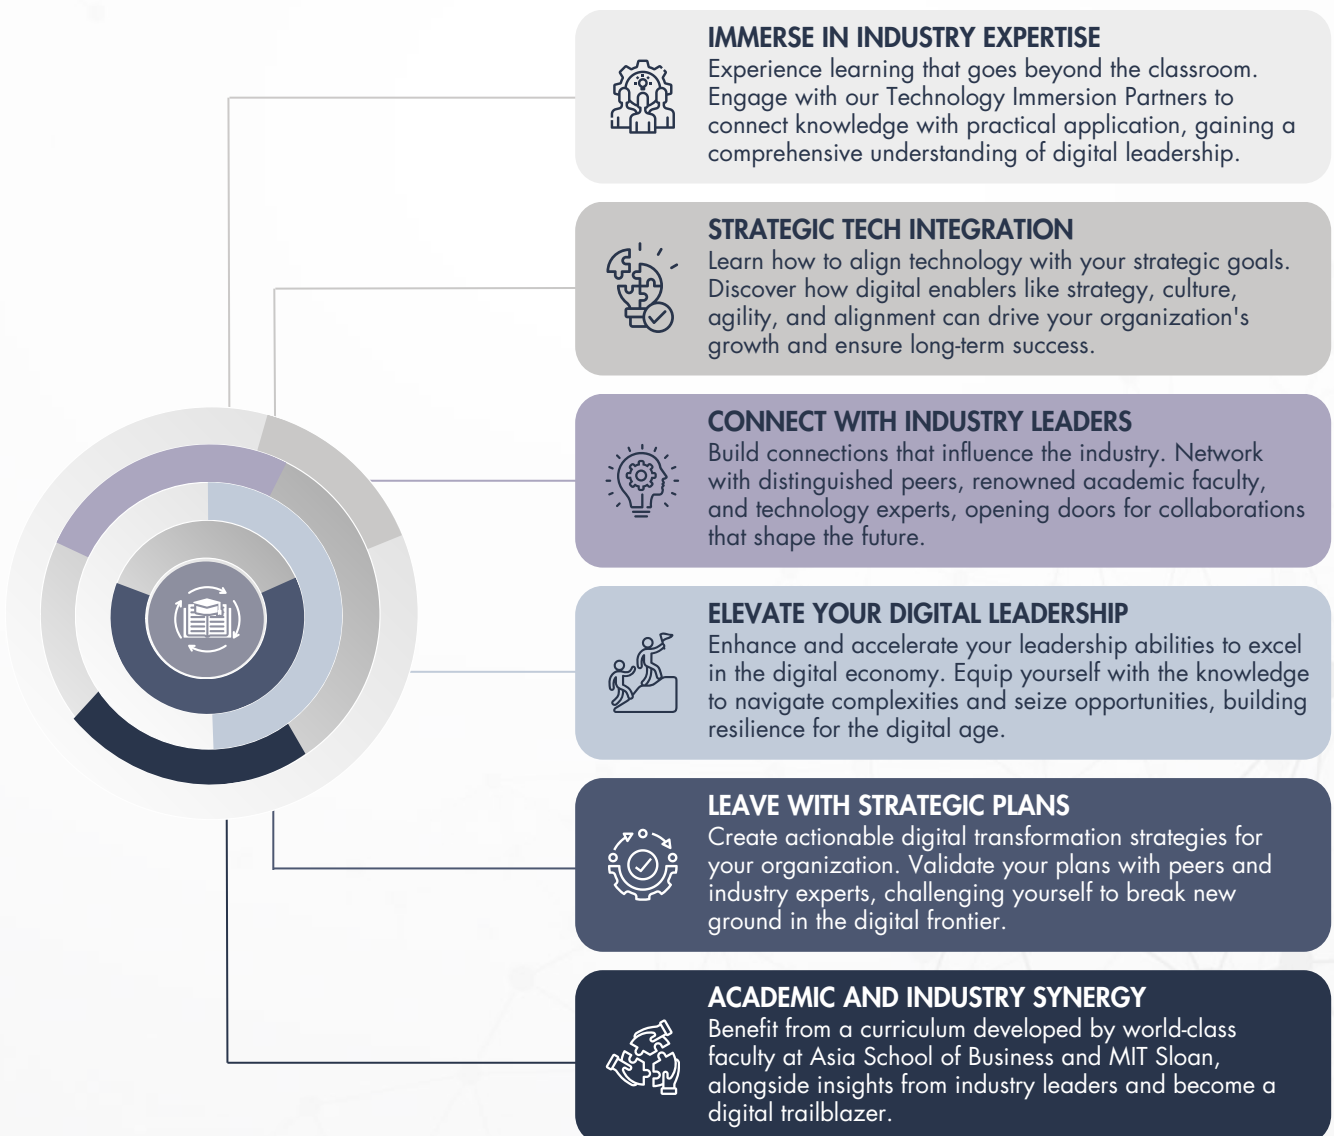 IMMERSE IN INDUSTRY EXPERTISE
Experience learning that goes beyond the classroom.
Engage with our Technology Immersion Partners to
connect knowledge with practical application, gaining a
comprehensive understanding of digital leadership.
STRATEGIC TECH INTEGRATION
Learn how to align technology with your strategic goals.
Discover how digital enablers like strategy, culture,
agility, and alignment can drive your organization's
growth and ensure long-term success.
CONNECT WITH INDUSTRY LEADERS
Build connections that influence the industry. Network
with distinguished peers, renowned academic faculty,
and technology experts, opening doors for collaborations
that shape the future.
ELEVATE YOUR DIGITAL LEADERSHIP
Enhance and accelerate your leadership abilities to excel
in the digital economy. Equip yourself with the knowledge
to navigate complexities and seize opportunities, building
resilience for the digital age.
LEAVE WITH STRATEGIC PLANS
Create actionable digital transformation strategies for
your organization. Validate your plans with peers and
industry experts, challenging yourself to break new
ground in the digital frontier.
ACADEMIC AND INDUSTRY SYNERGY
Benefit from a curriculum developed by world-class
faculty at Asia School of Business and MIT Sloan,
alongside insights from industry leaders and become a
digital trailblazer.